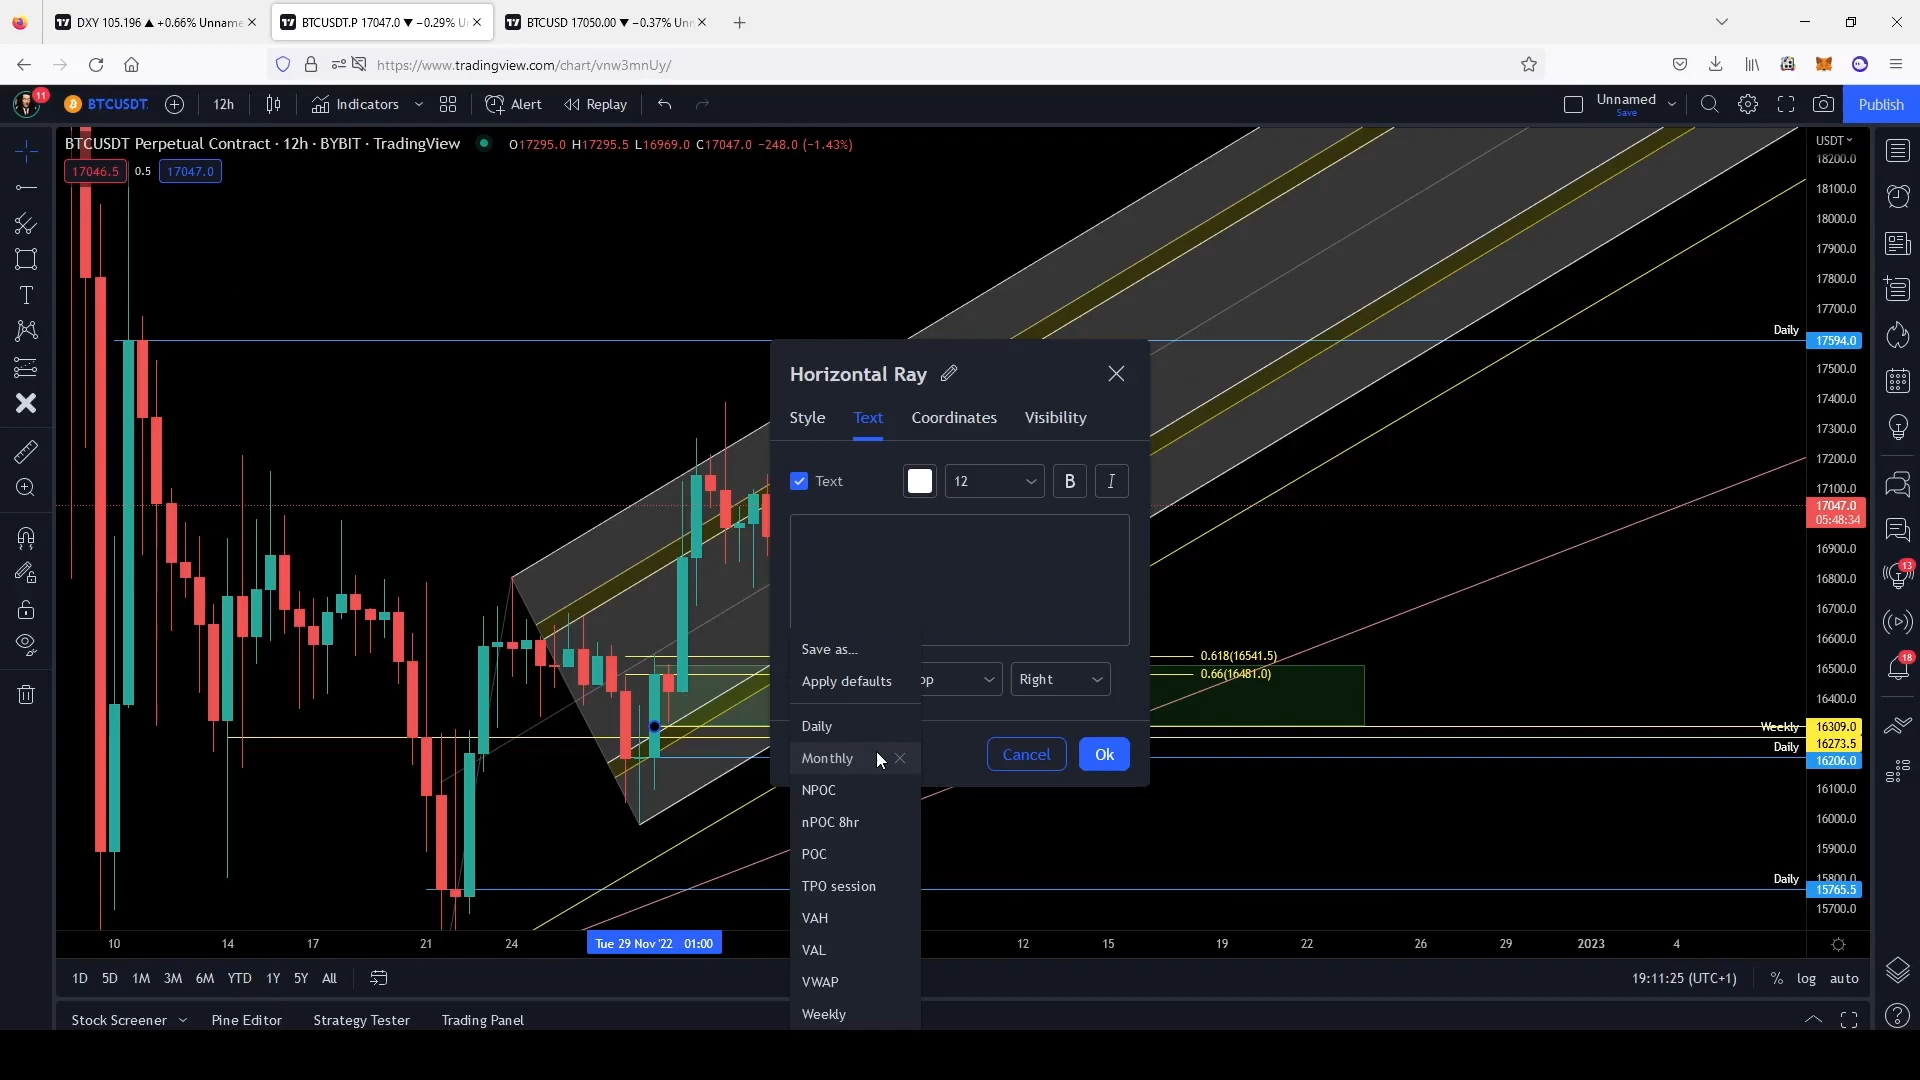 DXY 105.196 ▲ +0.66% Unname
BTCUSDT.P 17047.0 ▼ −0.29% U
BTCUSD 17050.00 ▼ −0.37% Un
https://www.tradingview.com/chart/vnw3mnUy/
11
BTCUSDT
12h
Indicators
Alert
Replay
Unnamed
Save
Publish
BTCUSDT Perpetual Contract · 12h · BYBIT · TradingView
O17295.0 H17295.5 L16969.0 C17047.0 −248.0 (−1.43%)
17046.5
0.5
17047.0
USDT
18200.0
18100.0
18000.0
17900.0
17800.0
17700.0
Daily
17594.0
17500.0
17400.0
17300.0
17200.0
17100.0
17047.0
05:48:34
16900.0
16800.0
16700.0
16600.0
16500.0
16400.0
Weekly
16309.0
16273.5
Daily
16206.0
16100.0
16000.0
15900.0
15800.0
Daily
15765.5
15700.0
13
18
0.618(16541.5)
0.66(16481.0)
Horizontal Ray
Style
Text
Coordinates
Visibility
Text
12
B
I
op
Right
Cancel
Ok
Save as...
Apply defaults
Daily
Monthly
NPOC
nPOC 8hr
POC
TPO session
VAH
VAL
VWAP
Weekly
10
14
17
21
24
Tue 29 Nov '22 01:00
12
15
19
22
26
29
2023
4
1D
5D
1M
3M
6M
YTD
1Y
5Y
All
19:11:25 (UTC+1)
%
log
auto
Stock Screener
Pine Editor
Strategy Tester
Trading Panel